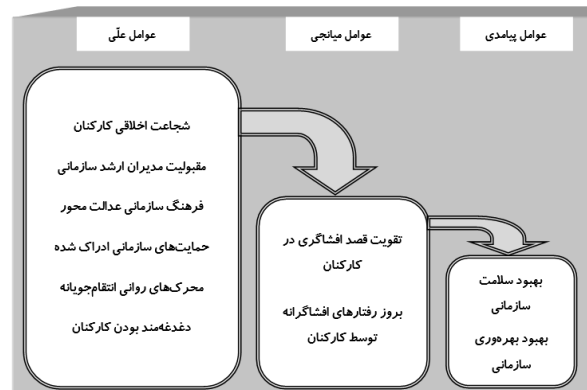 عوامل علّی
عوامل میانجی
عوامل پیامدی
شجاعت اخلاقی کارکنان
مقبولیت مدیران ارشد سازمانی
فرهنگ سازمانی عدالت محور
حمایت‌های سازمانی ادراک شده
محرک‌های روانی انتقام‌جویانه
دغدغه‌مند بودن کارکنان
تقویت قصد افشاگری در
کارکنان
بروز رفتارهای افشاگرانه
توسط کارکنان
بهبود سلامت
سازمانی
بهبود بهره‌وری
سازمانی